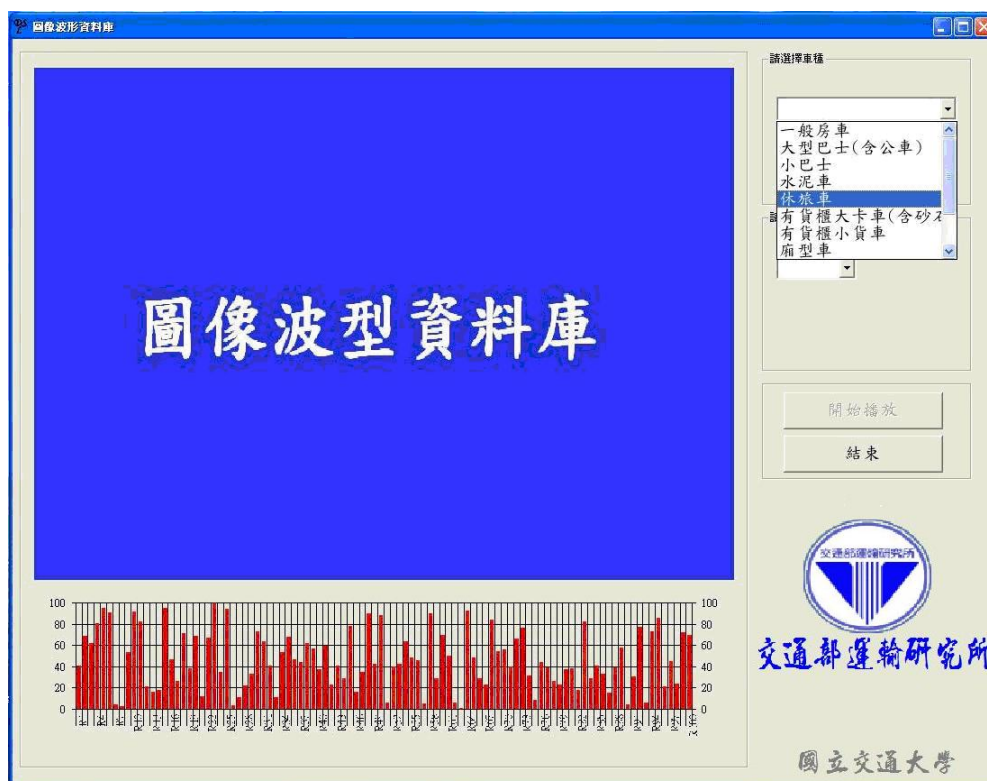 圖像波形資料庫
請選擇車種
一般房車
大型巴士(含公車)
小巴士
水泥車
休旅車
有貨櫃大卡車(含砂石
有貨櫃小貨車
廂型車
圖像波型資料庫
開始播放
結束
交通部運輸研究所
交通部運輸研究所
100
80
60
40
20
0
100
80
60
40
20
0
國立交通大學